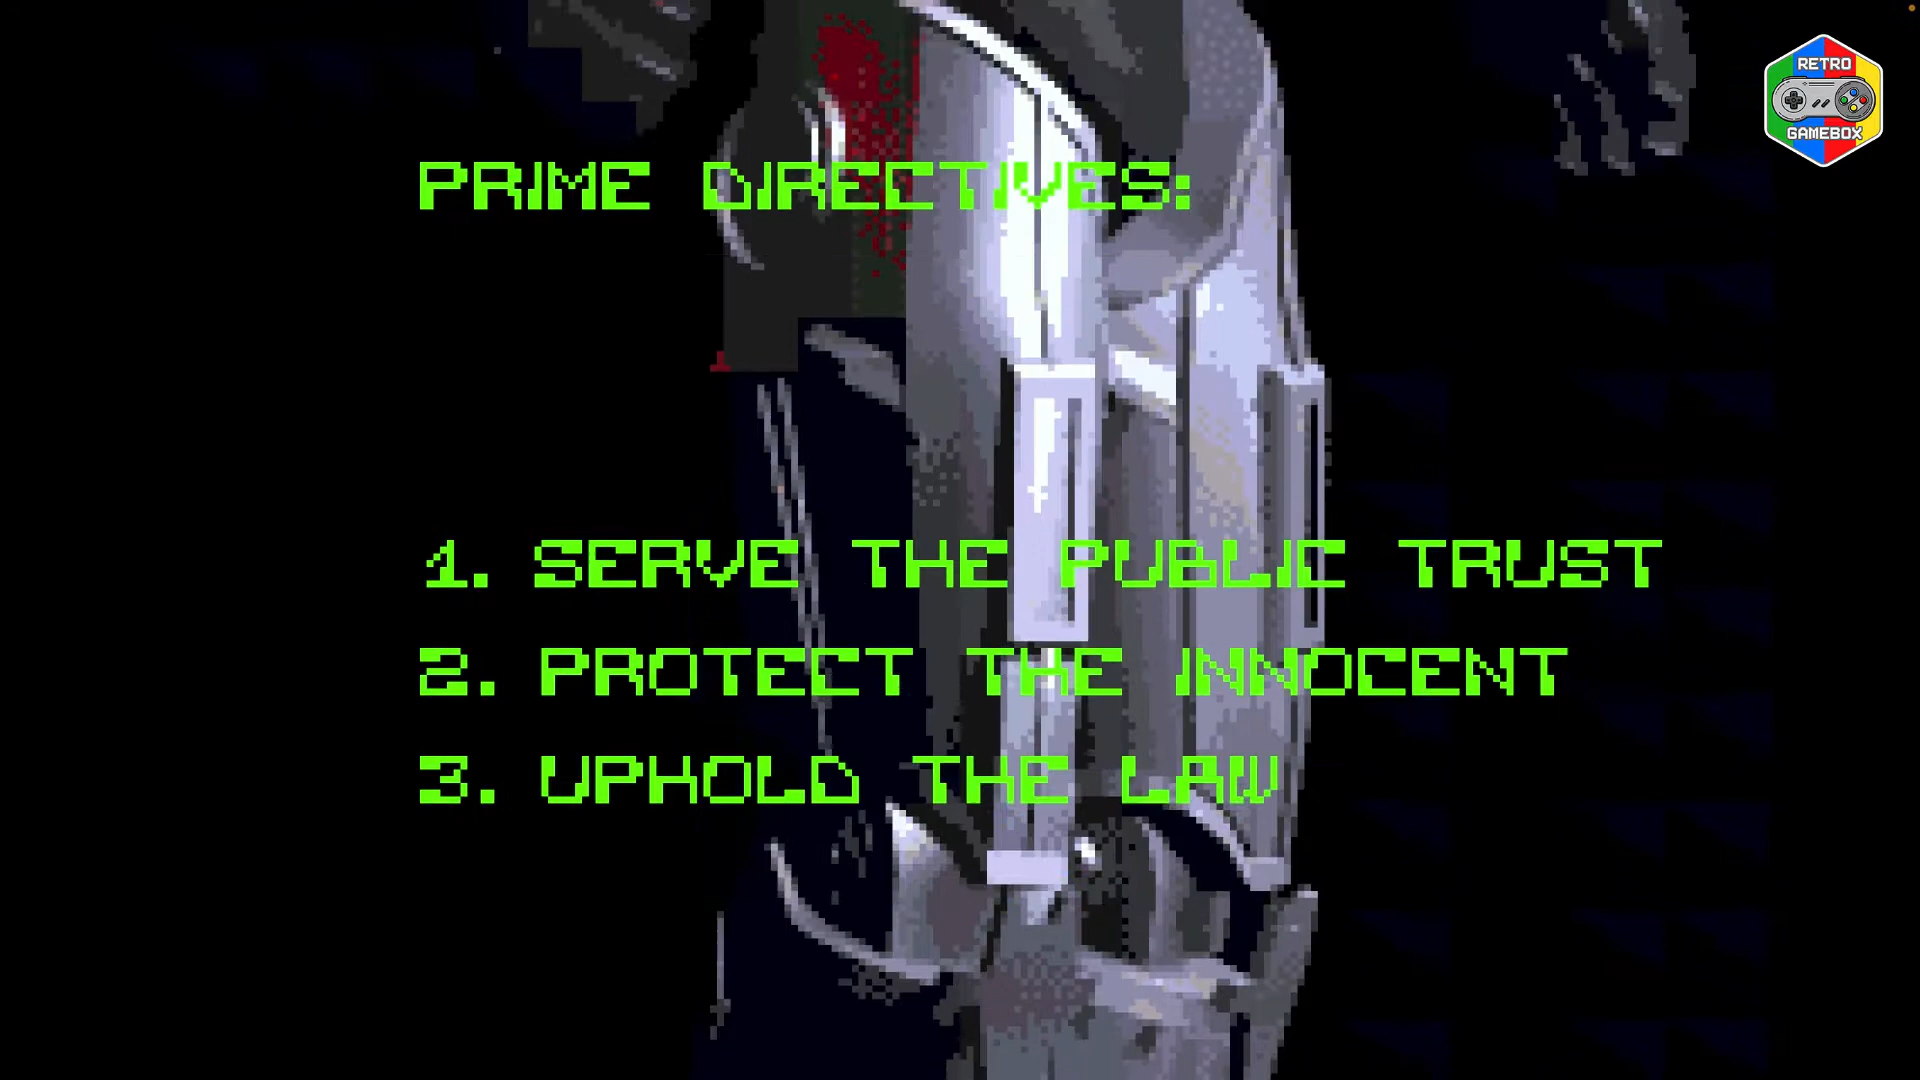 RETRO
GAMEBOX
PRIME DIRECTIVES:
1. SERVE THE PUBLIC TRUST
2. PROTECT THE INNOCENT
3. UPHOLD THE LAW